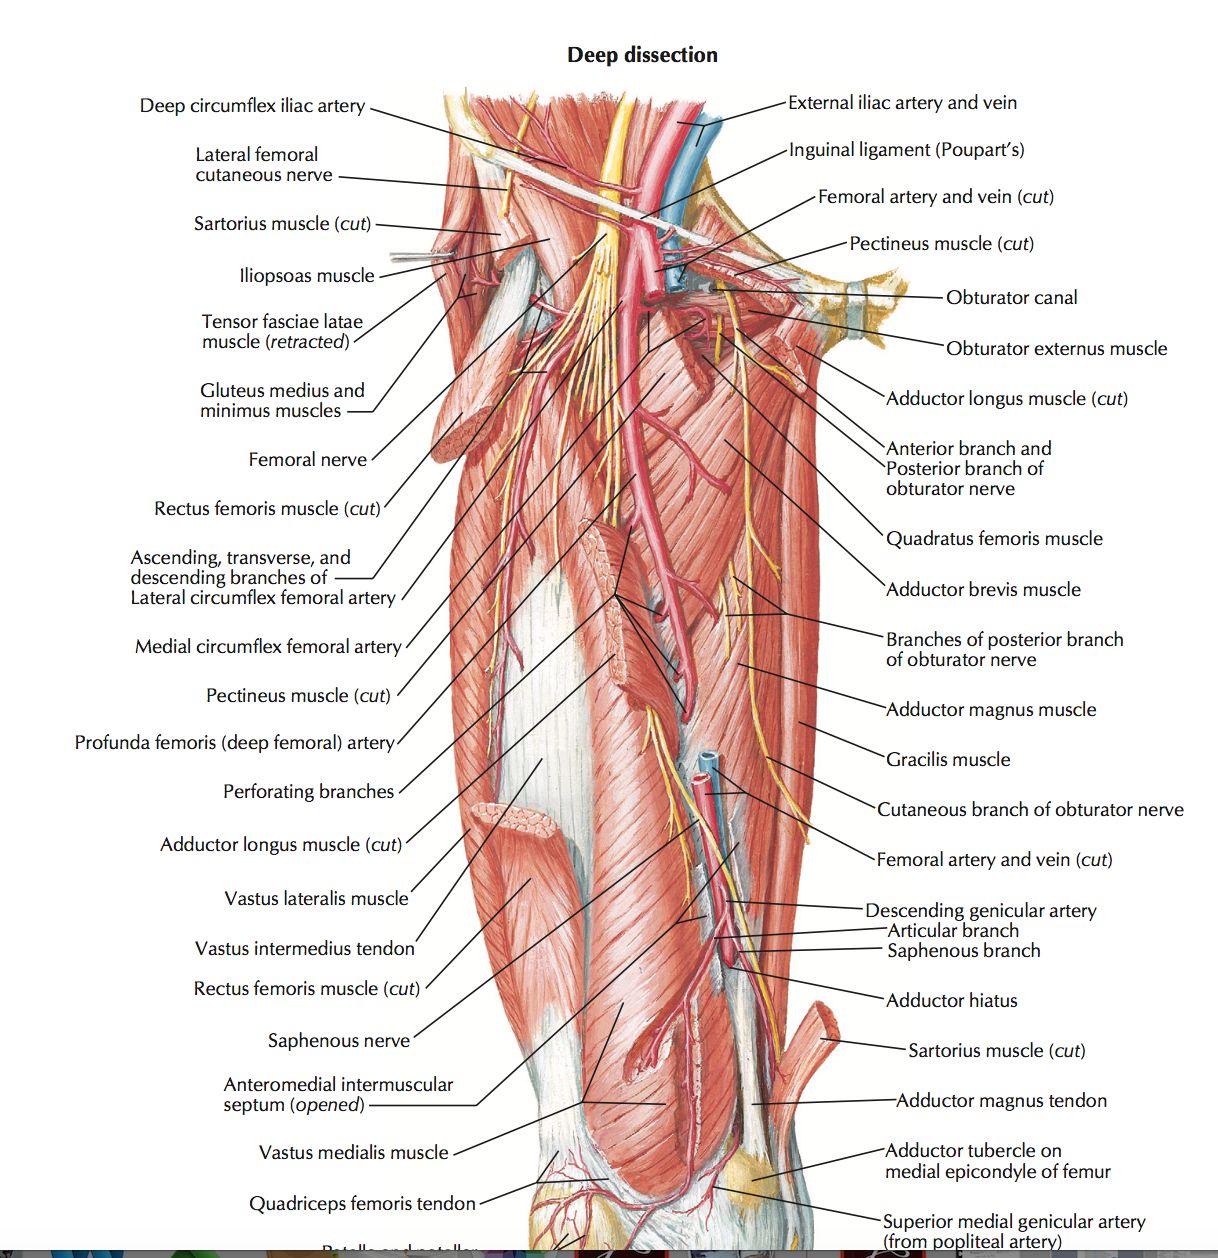 Deep dissection
Deep circumflex iliac artery
Lateral femoral
cutaneous nerve
Sartorius muscle (cut)
Iliopsoas muscle
Tensor fasciae latae
muscle (retracted)
Gluteus medius and
minimus muscles
Femoral nerve
Rectus femoris muscle (cut)
Ascending, transverse, and
descending branches of
Lateral circumflex femoral artery
Medial circumflex femoral artery
Pectineus muscle (cut)
Profunda femoris (deep femoral) artery
Perforating branches
Adductor longus muscle (cut)
Vastus lateralis muscle
Vastus intermedius tendon
Rectus femoris muscle (cut)
Saphenous nerve
Anteromedial intermuscular
septum (opened)
Vastus medialis muscle
Quadriceps femoris tendon
External iliac artery and vein
Inguinal ligament (Poupart's)
Femoral artery and vein (cut)
Pectineus muscle (cut)
Obturator canal
Obturator externus muscle
Adductor longus muscle (cut)
Anterior branch and
Posterior branch of
obturator nerve
Quadratus femoris muscle
Adductor brevis muscle
Branches of posterior branch
of obturator nerve
Adductor magnus muscle
Gracilis muscle
Cutaneous branch of obturator nerve
Femoral artery and vein (cut)
Descending genicular artery
Articular branch
Saphenous branch
Adductor hiatus
Sartorius muscle (cut)
Adductor magnus tendon
Adductor tubercle on
medial epicondyle of femur
Superior medial genicular artery
(from popliteal artery)